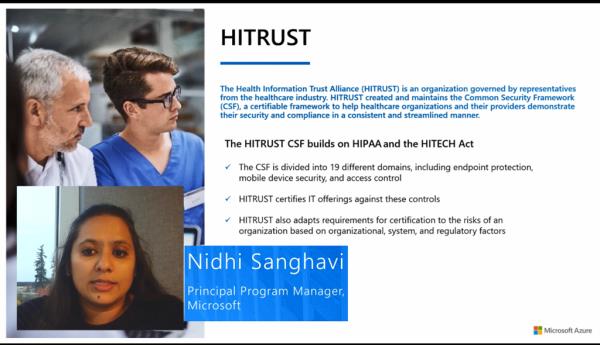 HITRUST
The Health Information Trust Alliance (HITRUST) is an organization governed by representatives
from the healthcare industry. HITRUST created and maintains the Common Security Framework
(CSF), a certifiable framework to help healthcare organizations and their providers demonstrate
their security and compliance in a consistent and streamlined manner.
The HITRUST CSF builds on HIPAA and the HITECH Act
✓ The CSF is divided into 19 different domains, including endpoint protection,
mobile device security, and access control
✓ HITRUST certifies IT offerings against these controls
✓ HITRUST also adapts requirements for certification to the risks of an
organization based on organizational, system, and regulatory factors
Nidhi Sanghavi
Principal Program Manager,
Microsoft
Microsoft Azure